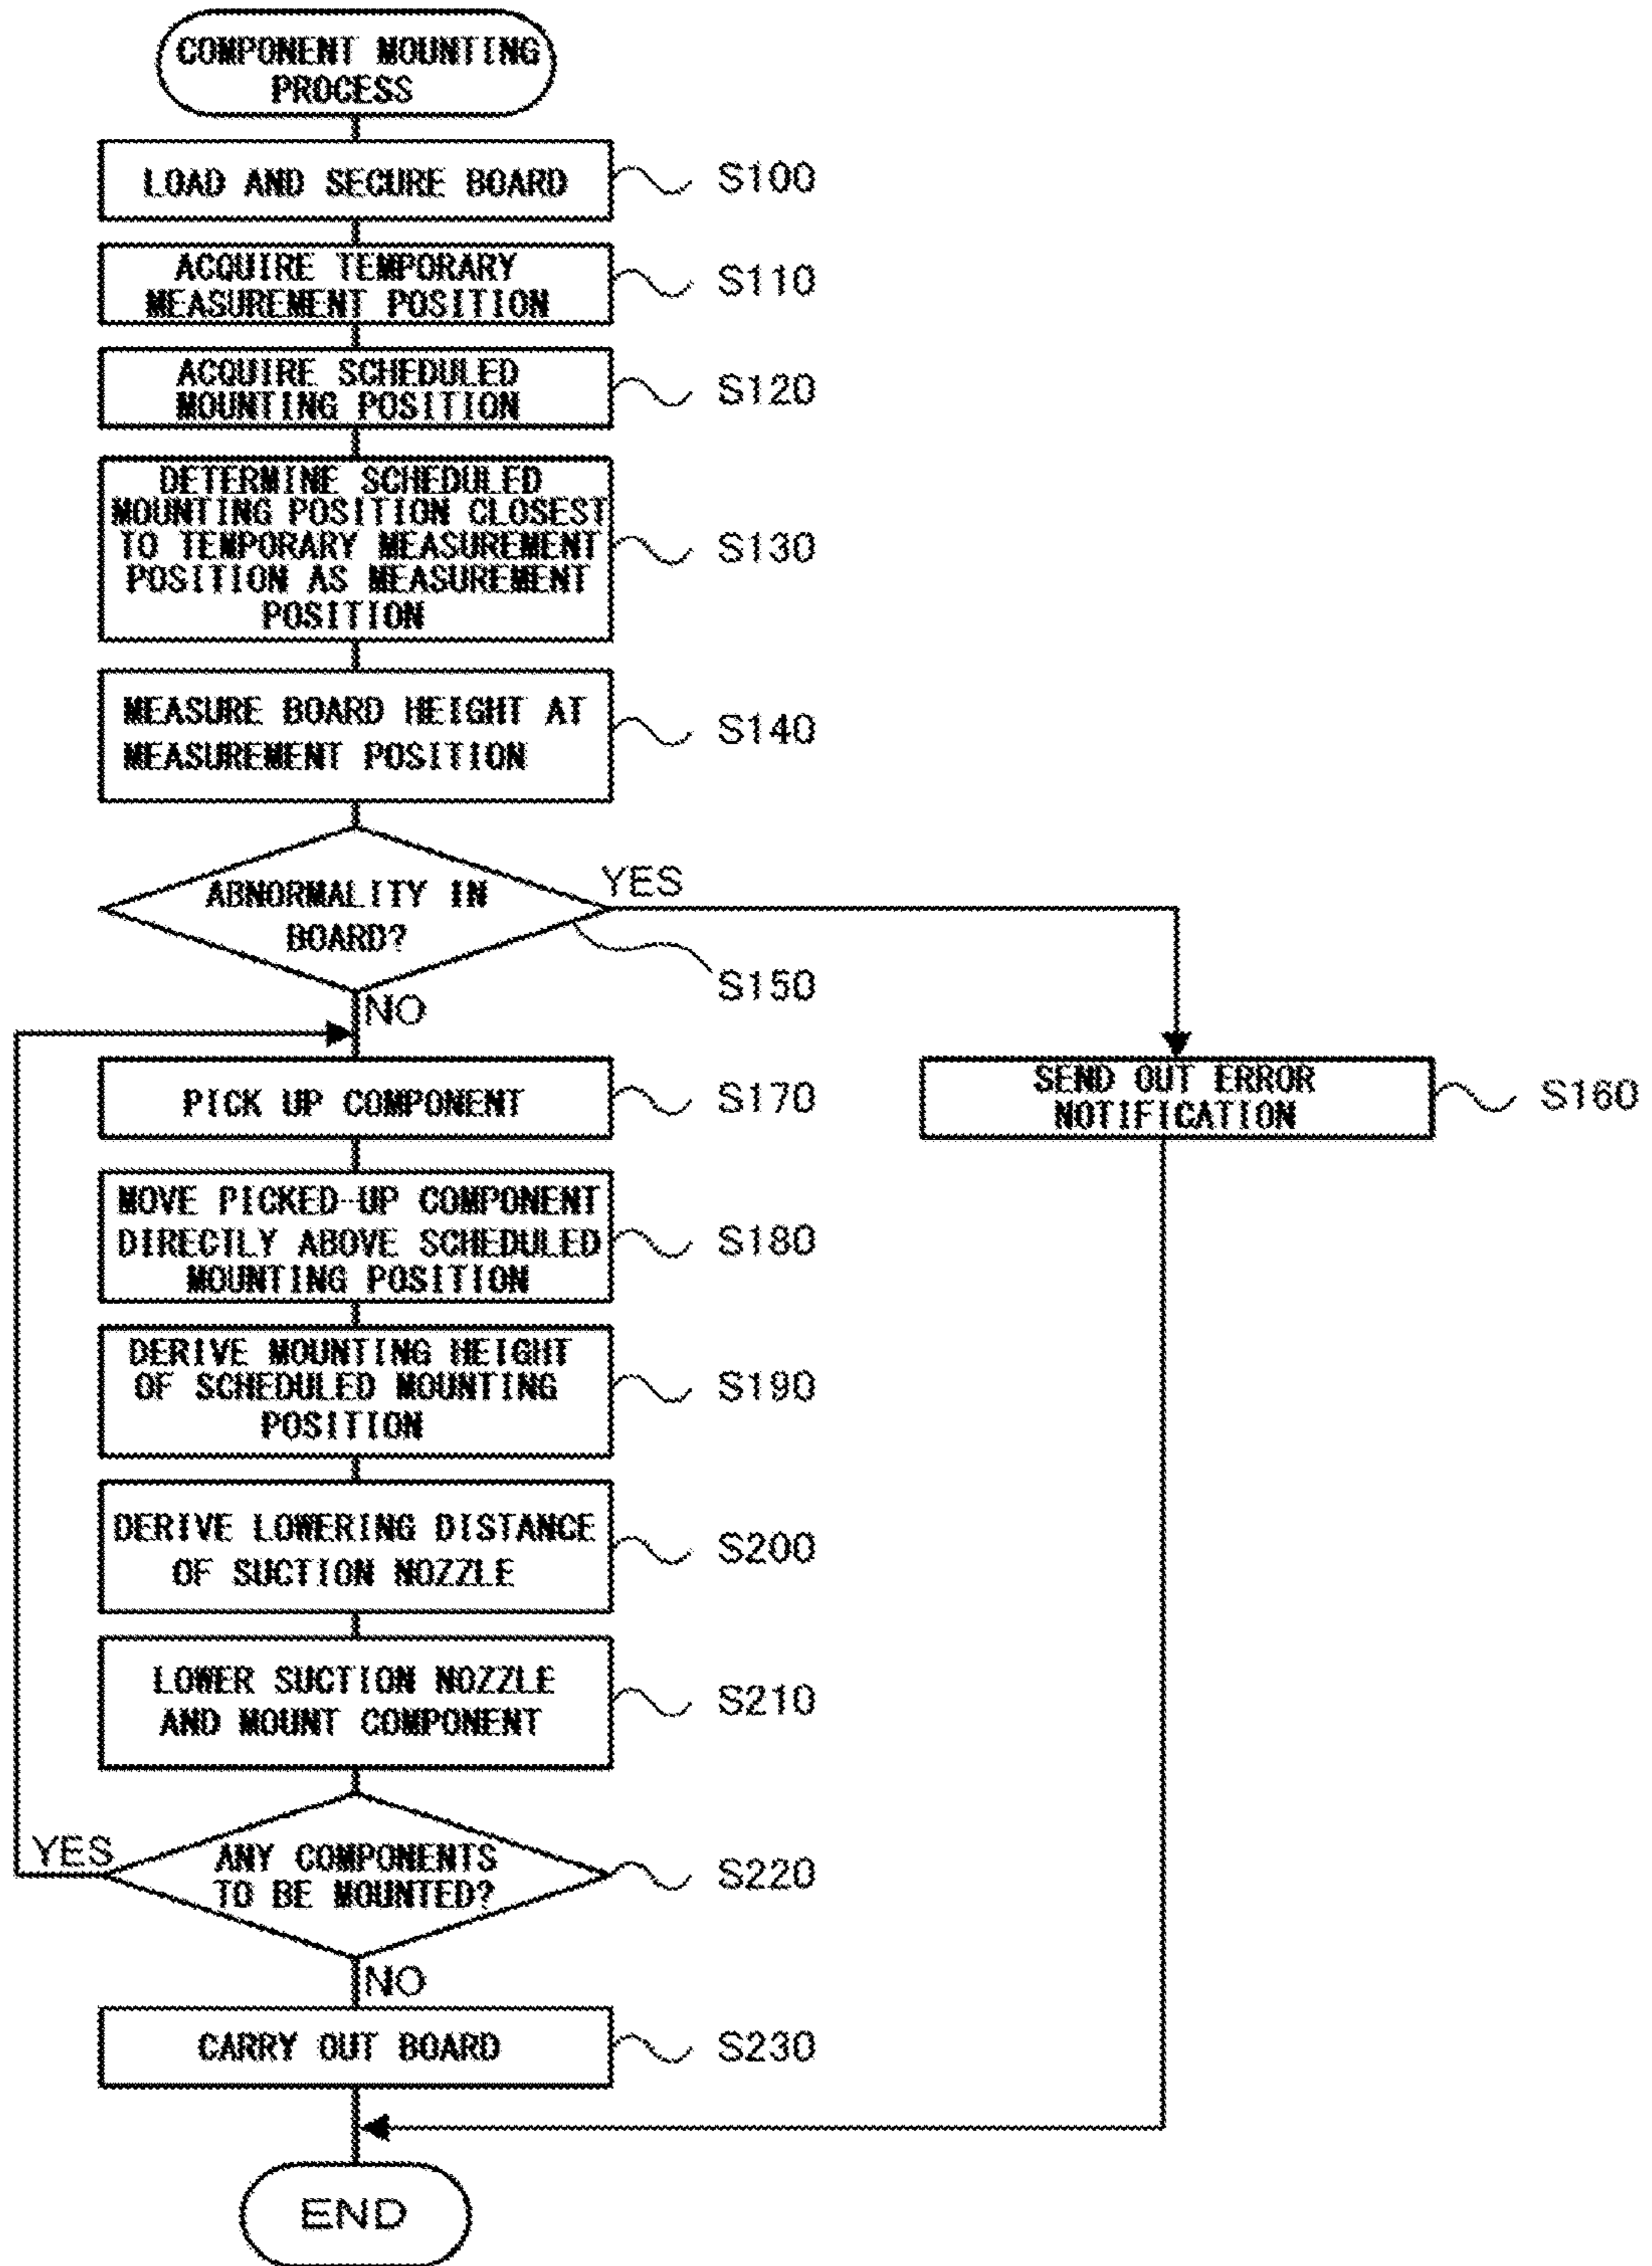 COMPONENT MOUNTING
PROCESS
LOAD AND SECURE BOARD
S100
ACQUIRE TEMPORARY
MEASUREMENT POSITION
S110
ACQUIRE SCHEDULED
MOUNTING POSITION
S120
DETERMINE SCHEDULED
MOUNTING POSITION CLOSEST
TO TEMPORARY MEASUREMENT
POSITION AS MEASUREMENT
POSITION
S130
MEASURE BOARD HEIGHT AT
MEASUREMENT POSITION
S140
ABNORMALITY IN
BOARD?
YES
S150
NO
PICK UP COMPONENT
S170
SEND OUT ERROR
NOTIFICATION
S160
MOVE PICKED-UP COMPONENT
DIRECTLY ABOVE SCHEDULED
MOUNTING POSITION
S180
DERIVE MOUNTING HEIGHT
OF SCHEDULED MOUNTING
POSITION
S190
DERIVE LOWERING DISTANCE
OF SUCTION NOZZLE
S200
LOWER SUCTION NOZZLE
AND MOUNT COMPONENT
S210
YES
ANY COMPONENTS
TO BE MOUNTED?
S220
NO
CARRY OUT BOARD
S230
END